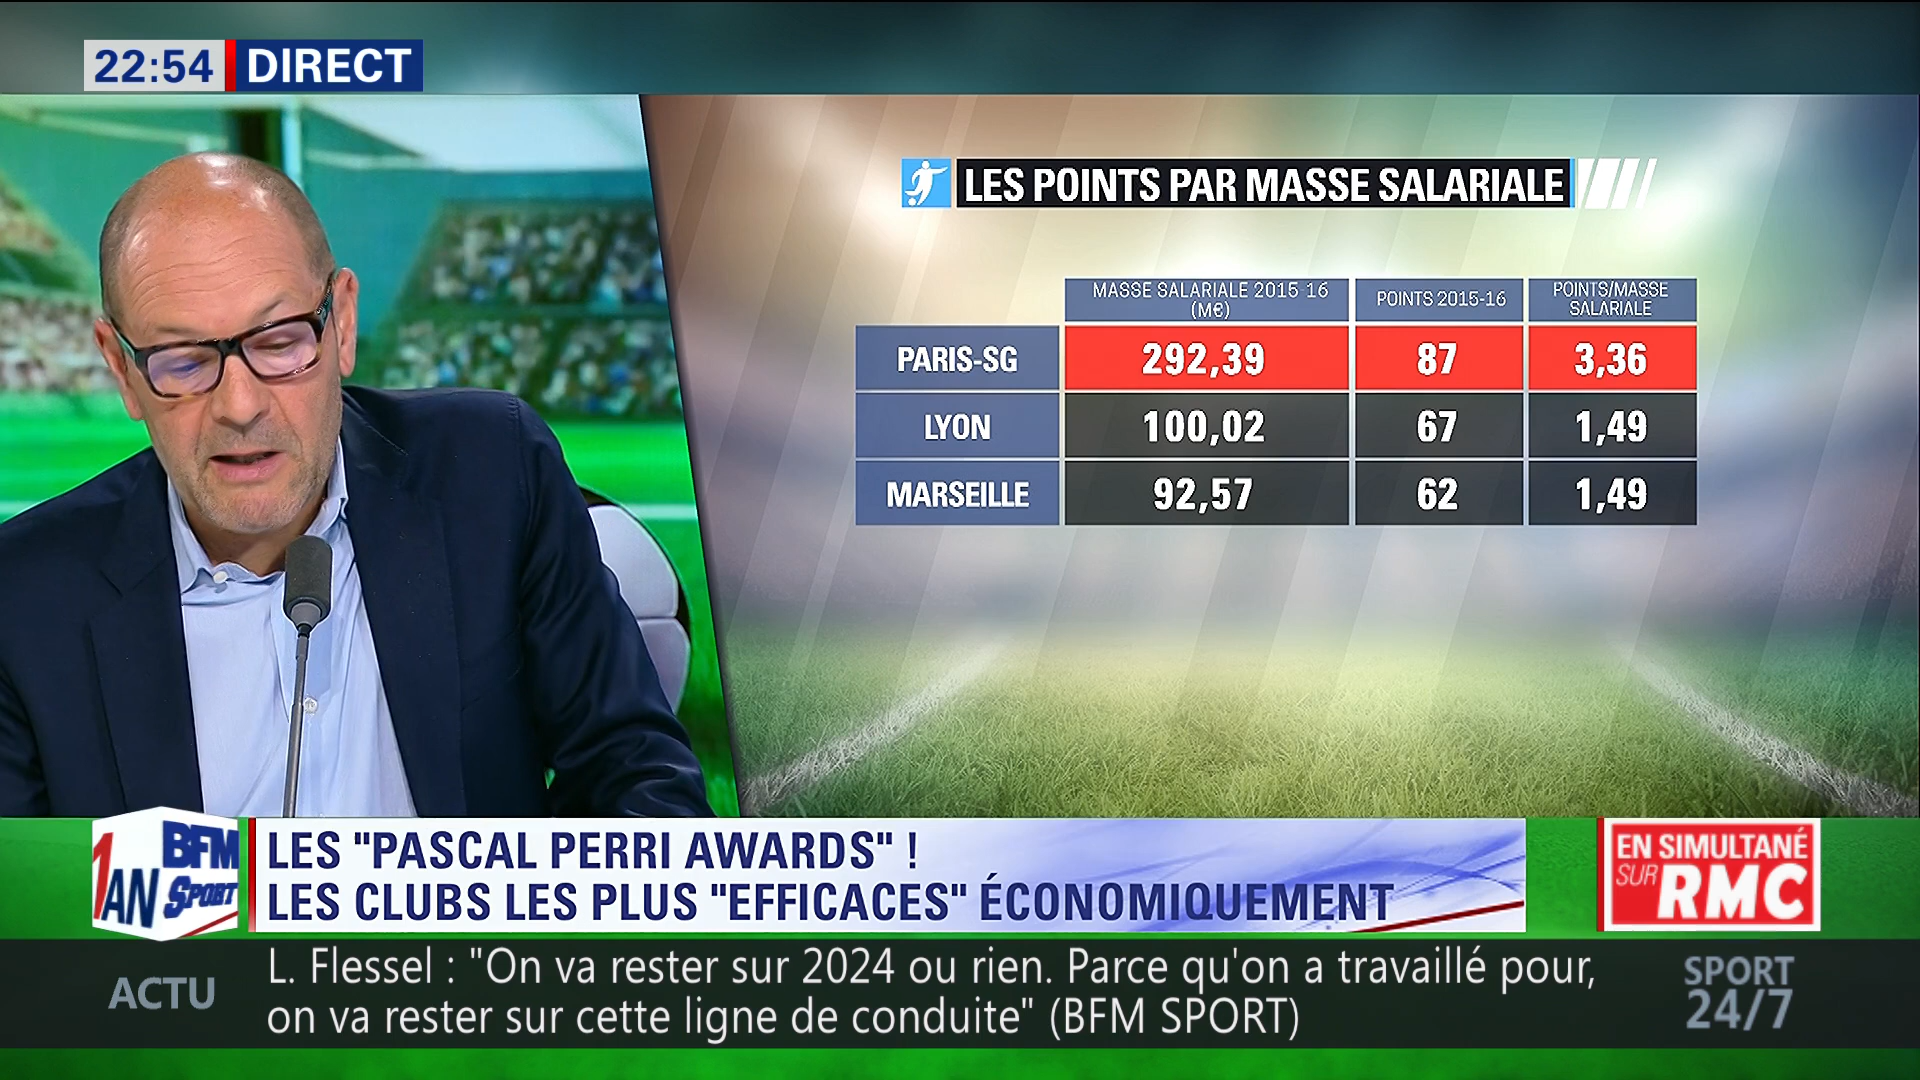 22:54 DIRECT
LES POINTS PAR MASSE SALARIALE
MASSE SALARIALE 2015 16 (M€) POINTS 2015-16 POINTS/MASSE SALARIALE
PARIS-SG 292,39 87 3,36
LYON 100,02 67 1,49
MARSEILLE 92,57 62 1,49
1 AN BFM SPORT
LES "PASCAL PERRI AWARDS" !
LES CLUBS LES PLUS "EFFICACES" ÉCONOMIQUEMENT
EN SIMULTANÉ
SUR RMC
ACTU
L. Flessel : "On va rester sur 2024 ou rien. Parce qu'on a travaillé pour,
on va rester sur cette ligne de conduite" (BFM SPORT)
SPORT
24/7